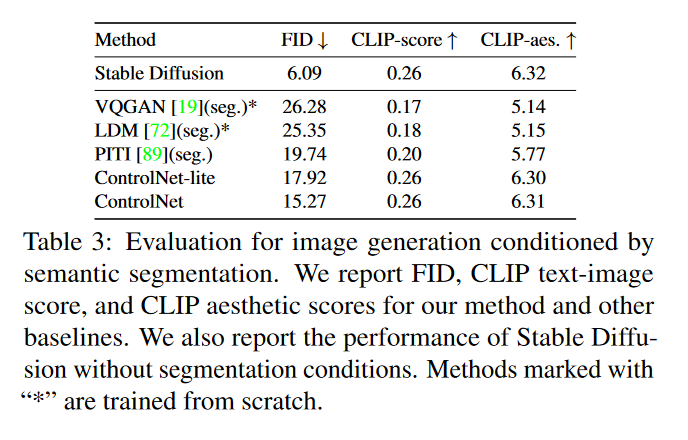 Method FID ↓ CLIP-score ↑ CLIP-aes. ↑
Stable Diffusion 6.09 0.26 6.32
VQGAN [19](seg.)* 26.28 0.17 5.14
LDM [72](seg.)* 25.35 0.18 5.15
PITI [89](seg.) 19.74 0.20 5.77
ControlNet-lite 17.92 0.26 6.30
ControlNet 15.27 0.26 6.31
Table 3: Evaluation for image generation conditioned by
semantic segmentation. We report FID, CLIP text-image
score, and CLIP aesthetic scores for our method and other
baselines. We also report the performance of Stable Diffu-
sion without segmentation conditions. Methods marked with
“*” are trained from scratch.